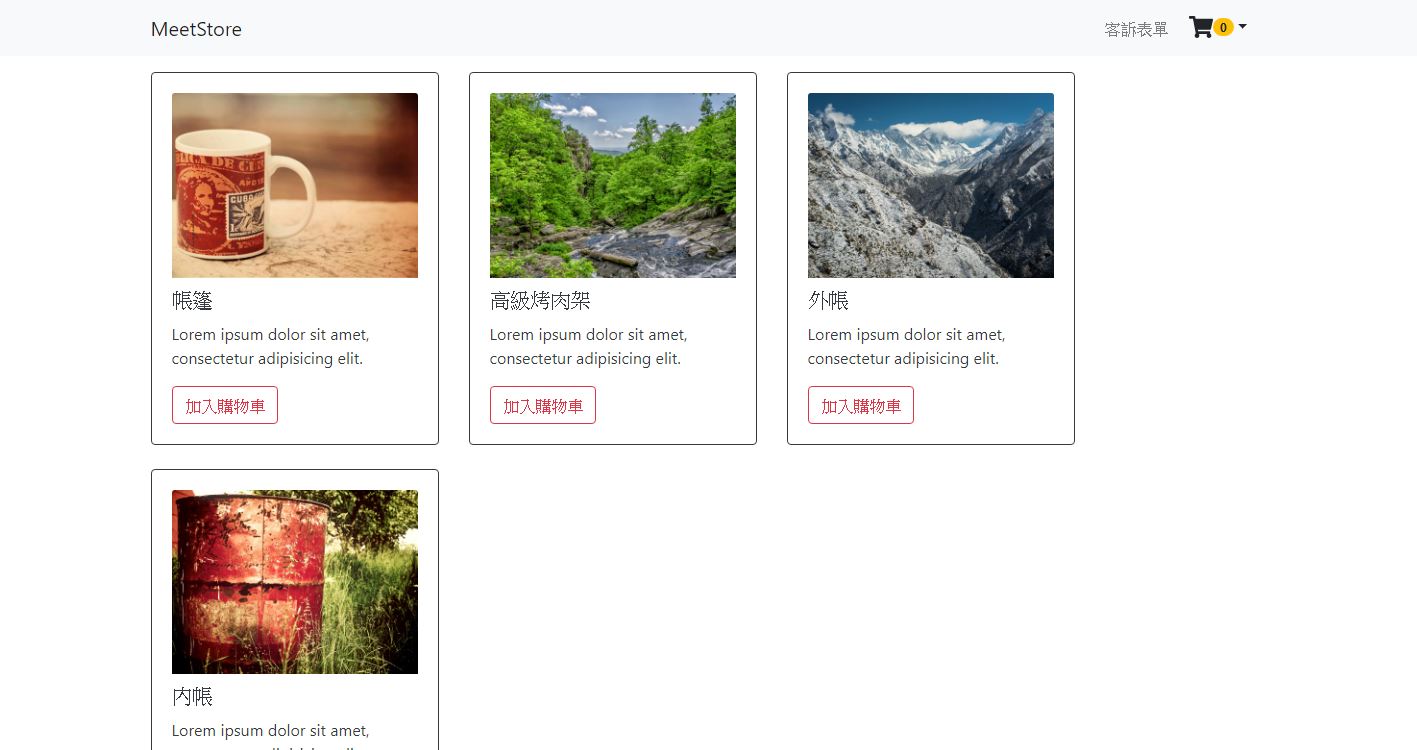 MeetStore
客訴表單
0
BLICA DE CU
帳篷
Lorem ipsum dolor sit amet,
consectetur adipisicing elit.
加入購物車
高級烤肉架
Lorem ipsum dolor sit amet,
consectetur adipisicing elit.
加入購物車
外帳
Lorem ipsum dolor sit amet,
consectetur adipisicing elit.
加入購物車
內帳
Lorem ipsum dolor sit amet,